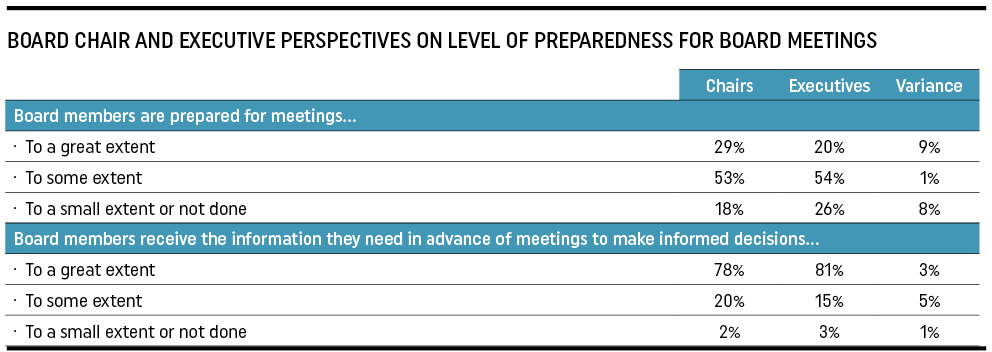 BOARD CHAIR AND EXECUTIVE PERSPECTIVES ON LEVEL OF PREPAREDNESS FOR BOARD MEETINGS
Chairs Executives Variance
Board members are prepared for meetings...
· To a great extent 29% 20% 9%
· To some extent 53% 54% 1%
· To a small extent or not done 18% 26% 8%
Board members receive the information they need in advance of meetings to make informed decisions...
· To a great extent 78% 81% 3%
· To some extent 20% 15% 5%
· To a small extent or not done 2% 3% 1%